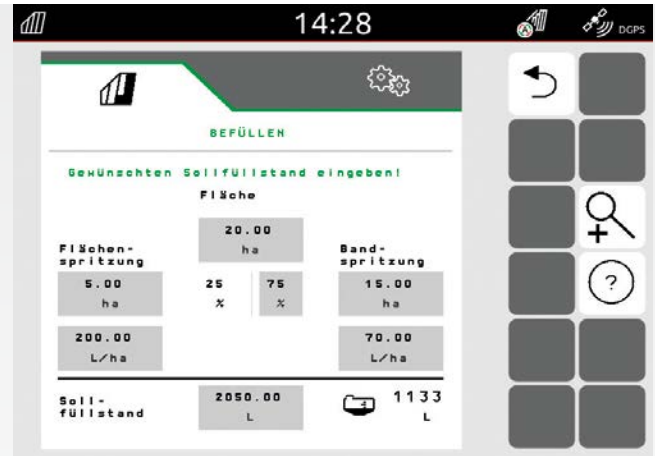 14:28
DGPS
BEFÜLLEN
Gewünschten Sollfüllstand eingeben!
Fläche
20.00
ha
Flächen-
spritzung
Band-
spritzung
5.00
ha
25
%
75
%
15.00
ha
200.00
L/ha
70.00
L/ha
Soll-
füllstand
2050.00
L
1133
L
?